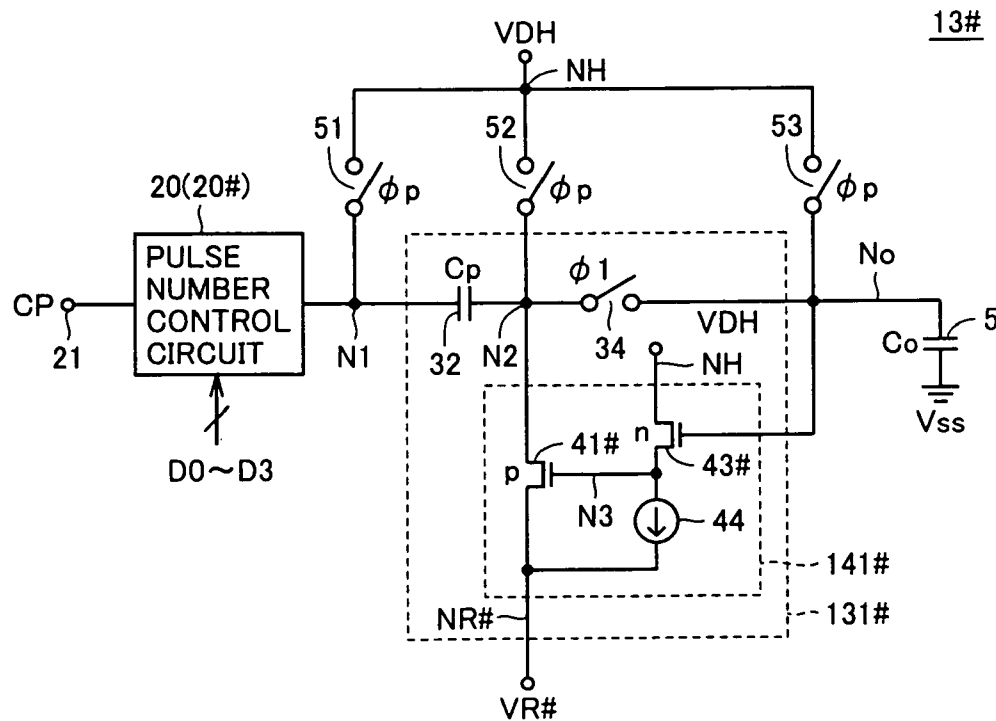 13#
VDH
NH
51
52
53
ϕp
ϕp
ϕp
20(20#)
PULSE
NUMBER
CONTROL
CIRCUIT
CP
21
N1
Cp
32
N2
ϕ1
34
VDH
NH
No
Co
5
Vss
D0~D3
n
43#
p
41#
N3
44
141#
131#
NR#
VR#